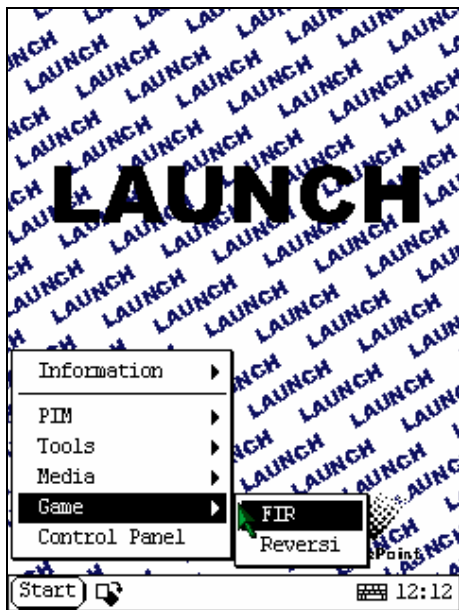 LAUNCH
Information
PIM
Tools
Media
Game
Control Panel
FIR
Reversi
Start
12:12